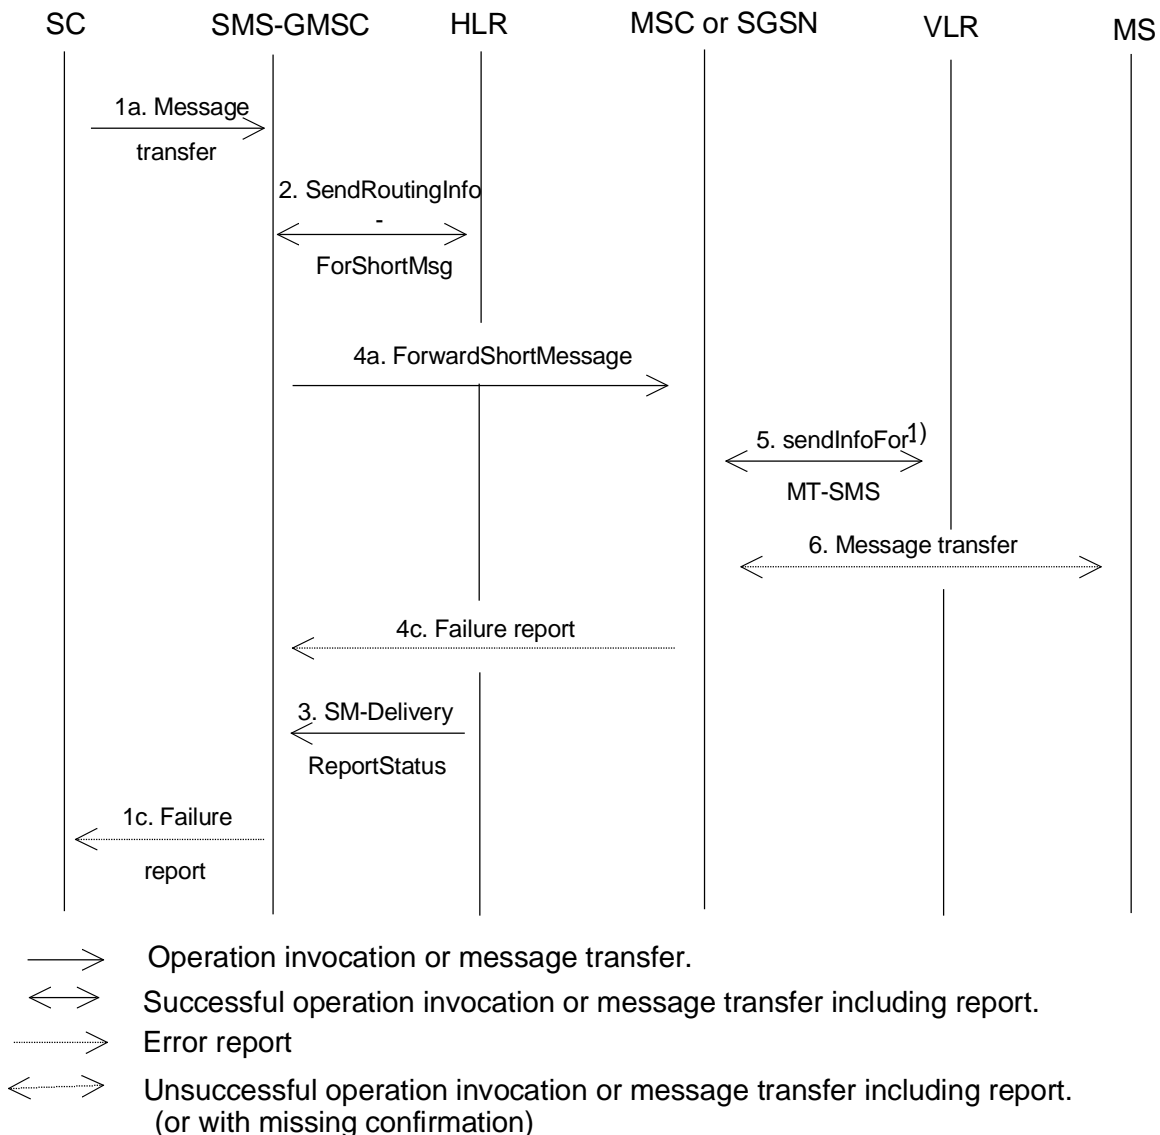 SC SMS-GMSC HLR MSC or SGSN VLR MS
1a. Message
transfer
2. SendRoutingInfo
-
ForShortMsg
4a. ForwardShortMessage
5. sendInfoFor-1)
MT-SMS
6. Message transfer
4c. Failure report
3. SM-Delivery
ReportStatus
1c. Failure
report
Operation invocation or message transfer.
Successful operation invocation or message transfer including report.
Error report
Unsuccessful operation invocation or message transfer including report.
(or with missing confirmation)